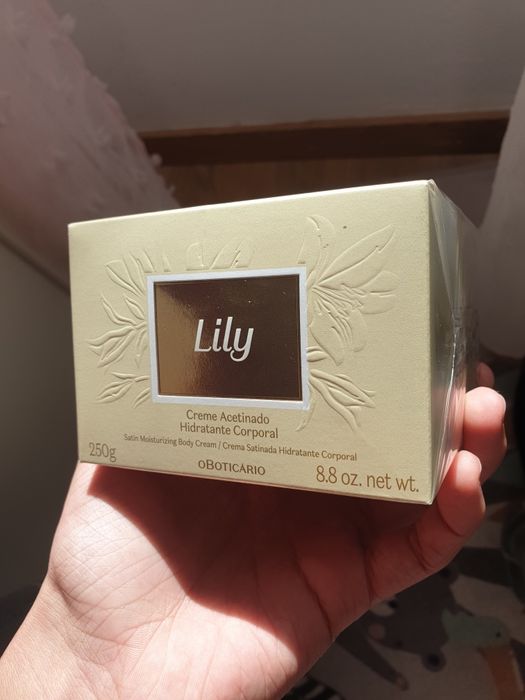 Lily
Creme Acetinado
Hidratante Corporal
Satin Moisturizing Body Cream / Crema Satinada Hidratante Corporal
250g
oBOTICÁRIO
8.8 oz. net wt.